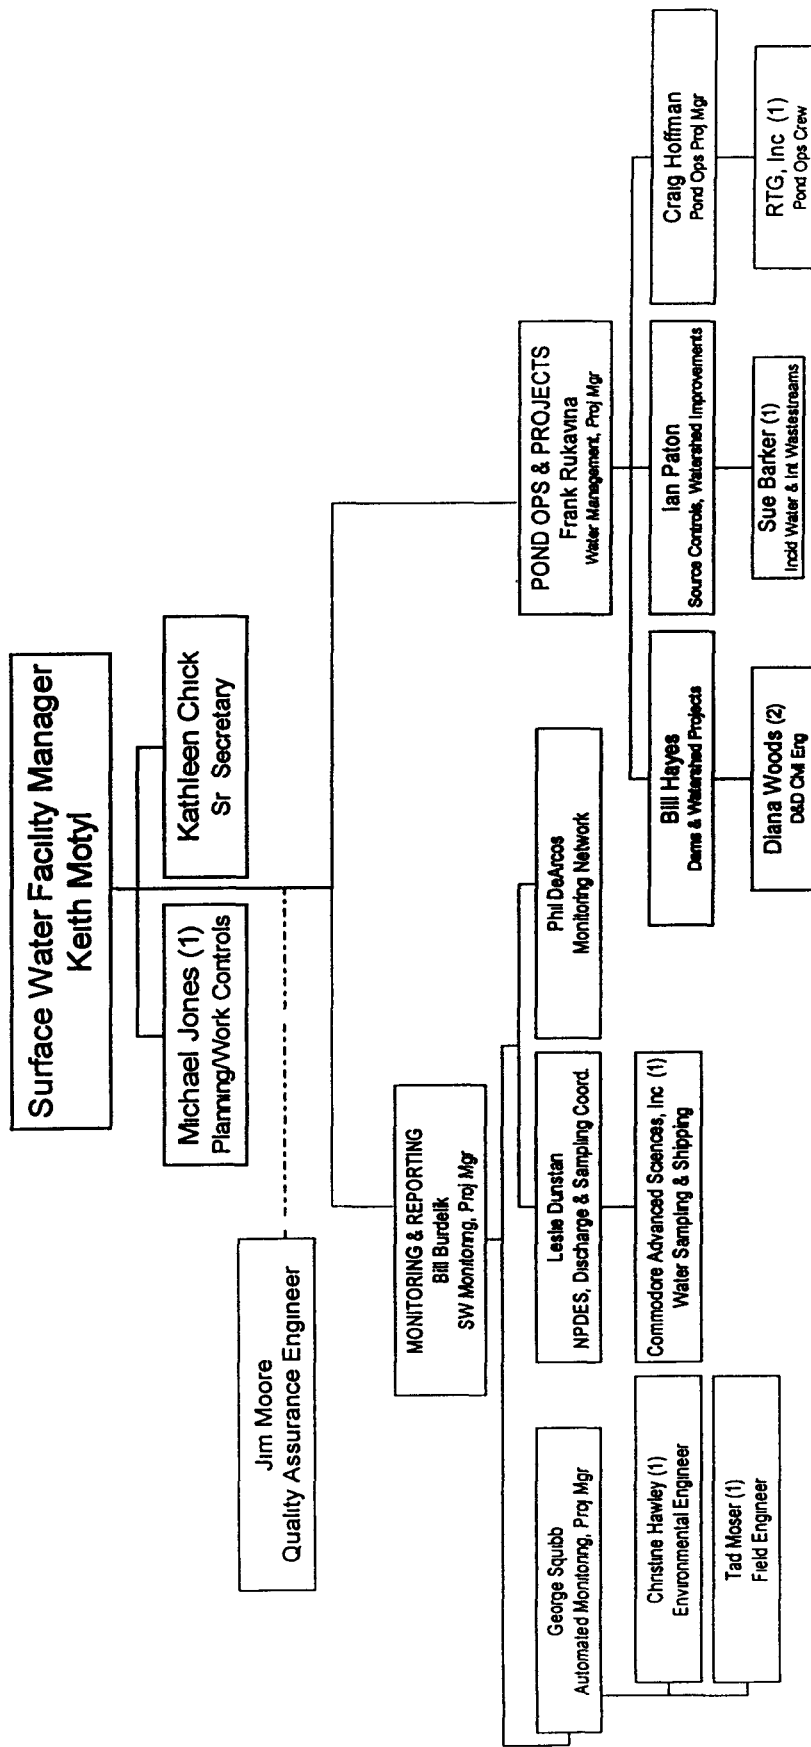 Surface Water Facility Manager
Keith Motyl
Michael Jones (1)
Planning/Work Controls
Kathleen Chick
Sr Secretary
Jim Moore
Quality Assurance Engineer
MONITORING & REPORTING
Bill Burdelik
SW Monitoring, Proj Mgr
POND OPS & PROJECTS
Frank Rukavina
Water Management, Proj Mgr
George Squibb
Automated Monitoring, Proj Mgr
Leslie Dunstan
NPDES, Discharge & Sampling Coord.
Phil DeArcos
Monitoring Network
Christine Hawley (1)
Environmental Engineer
Tad Moser (1)
Field Engineer
Commodore Advanced Sciences, Inc (1)
Water Sampling & Shipping
Bill Hayes
Dams & Watershed Projects
Ian Paton
Source Controls, Watershed Improvements
Craig Hoffman
Pond Ops Proj Mgr
Diana Woods (2)
D&D CM Eng
Sue Barker (1)
Incid Water & Int Wastestreams
RTG, Inc (1)
Pond Ops Crew